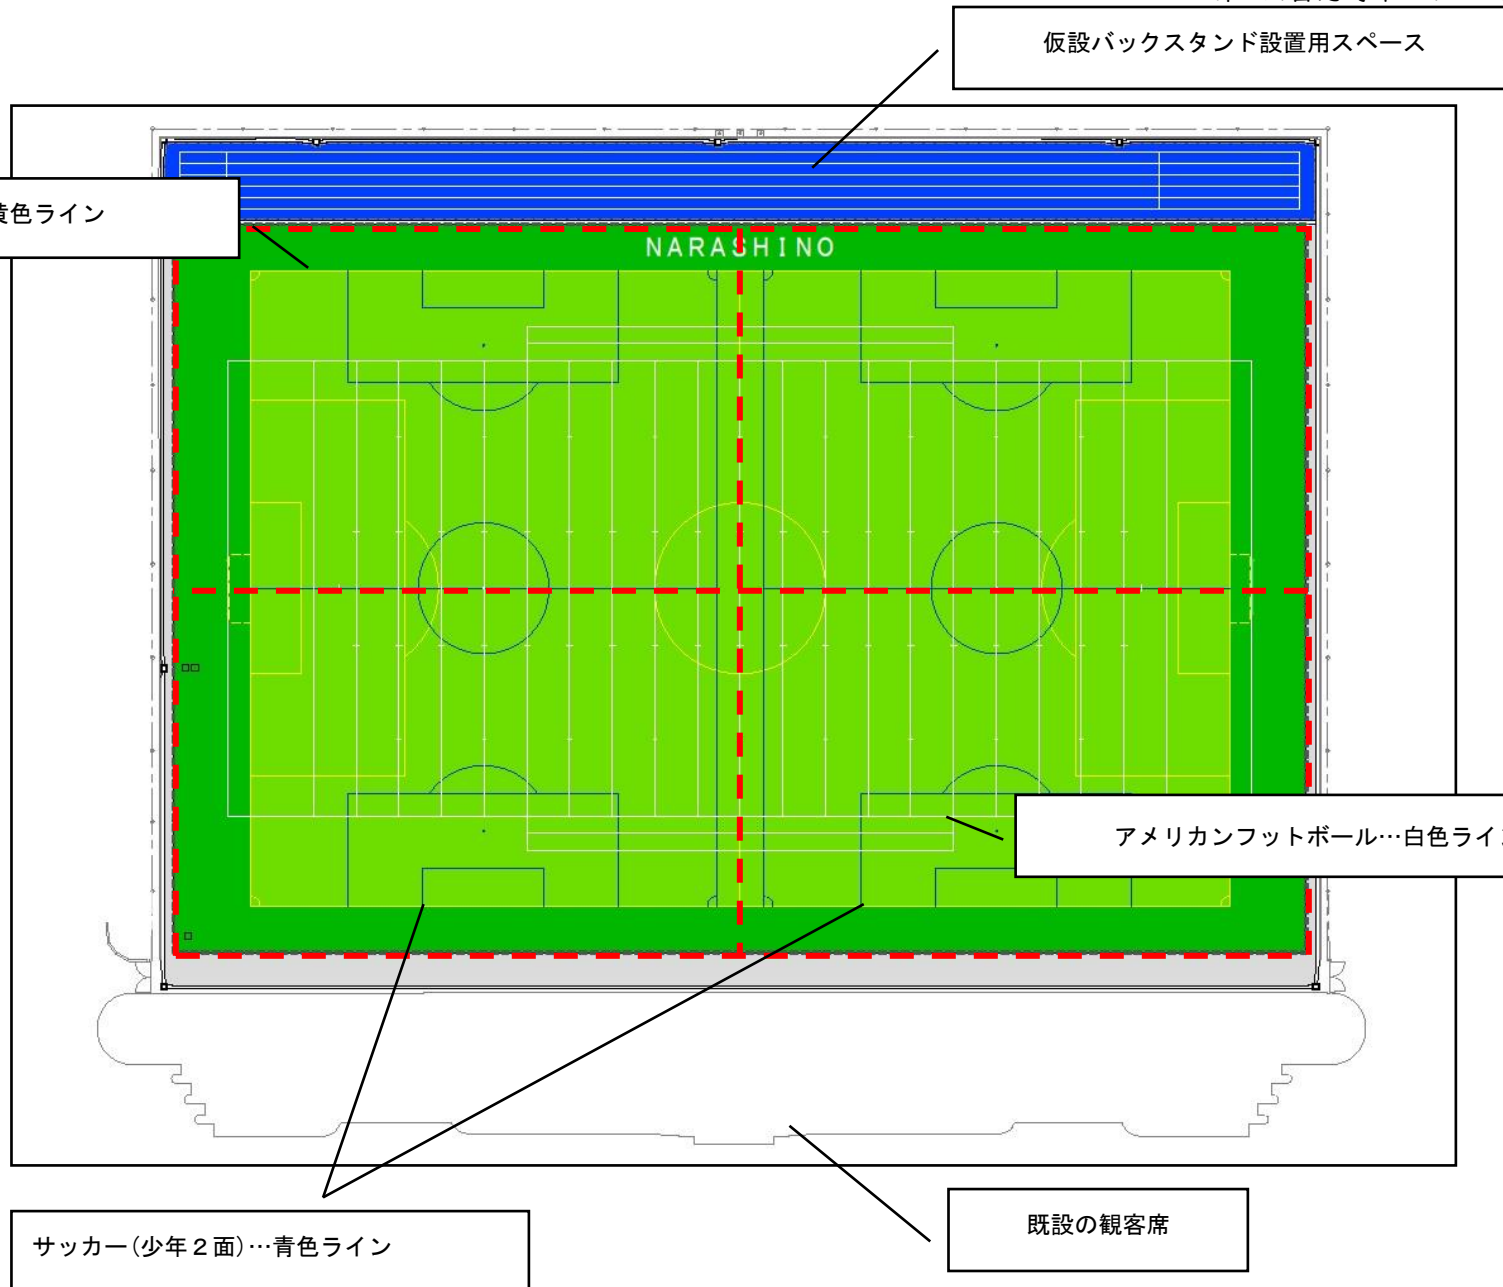 仮設バックスタンド設置用スペース
黄色ライン
NARASHINO
アメリカンフットボール…白色ライン
サッカー(少年２面)…青色ライン
既設の観客席